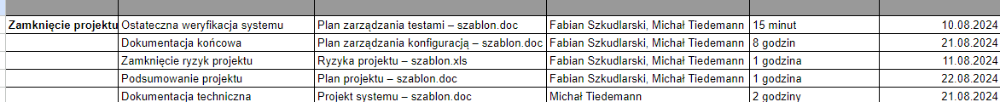 Zamknięcie projektu Ostateczna weryfikacja systemu Plan zarządzania testami – szablon.doc Fabian Szkudlarski, Michał Tiedemann 15 minut 10.08.2024
Dokumentacja końcowa Plan zarządzania konfiguracją – szablon.doc Fabian Szkudlarski, Michał Tiedemann 8 godzin 21.08.2024
Zamknięcie ryzyk projektu Ryzyka projektu – szablon.xls Fabian Szkudlarski, Michał Tiedemann 1 godzina 11.08.2024
Podsumowanie projektu Plan projektu – szablon.doc Fabian Szkudlarski, Michał Tiedemann 1 godzina 22.08.2024
Dokumentacja techniczna Projekt systemu – szablon.doc Michał Tiedemann 2 godziny 21.08.2024